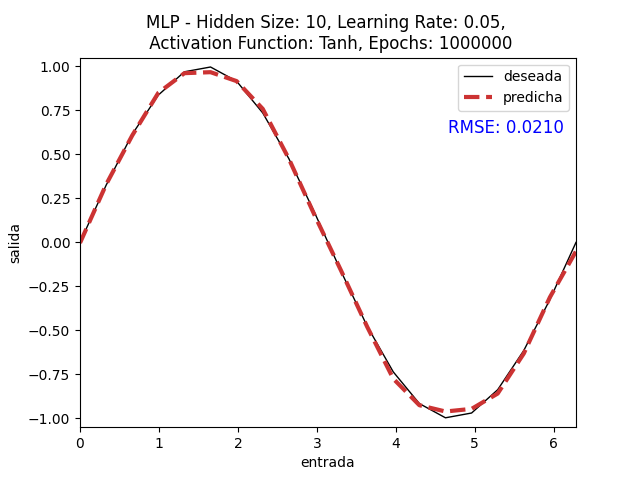 MLP - Hidden Size: 10, Learning Rate: 0.05,
Activation Function: Tanh, Epochs: 1000000
deseada
predicha
RMSE: 0.0210
1.00
0.75
0.50
0.25
0.00
−0.25
−0.50
−0.75
−1.00
salida
0 1 2 3 4 5 6
entrada